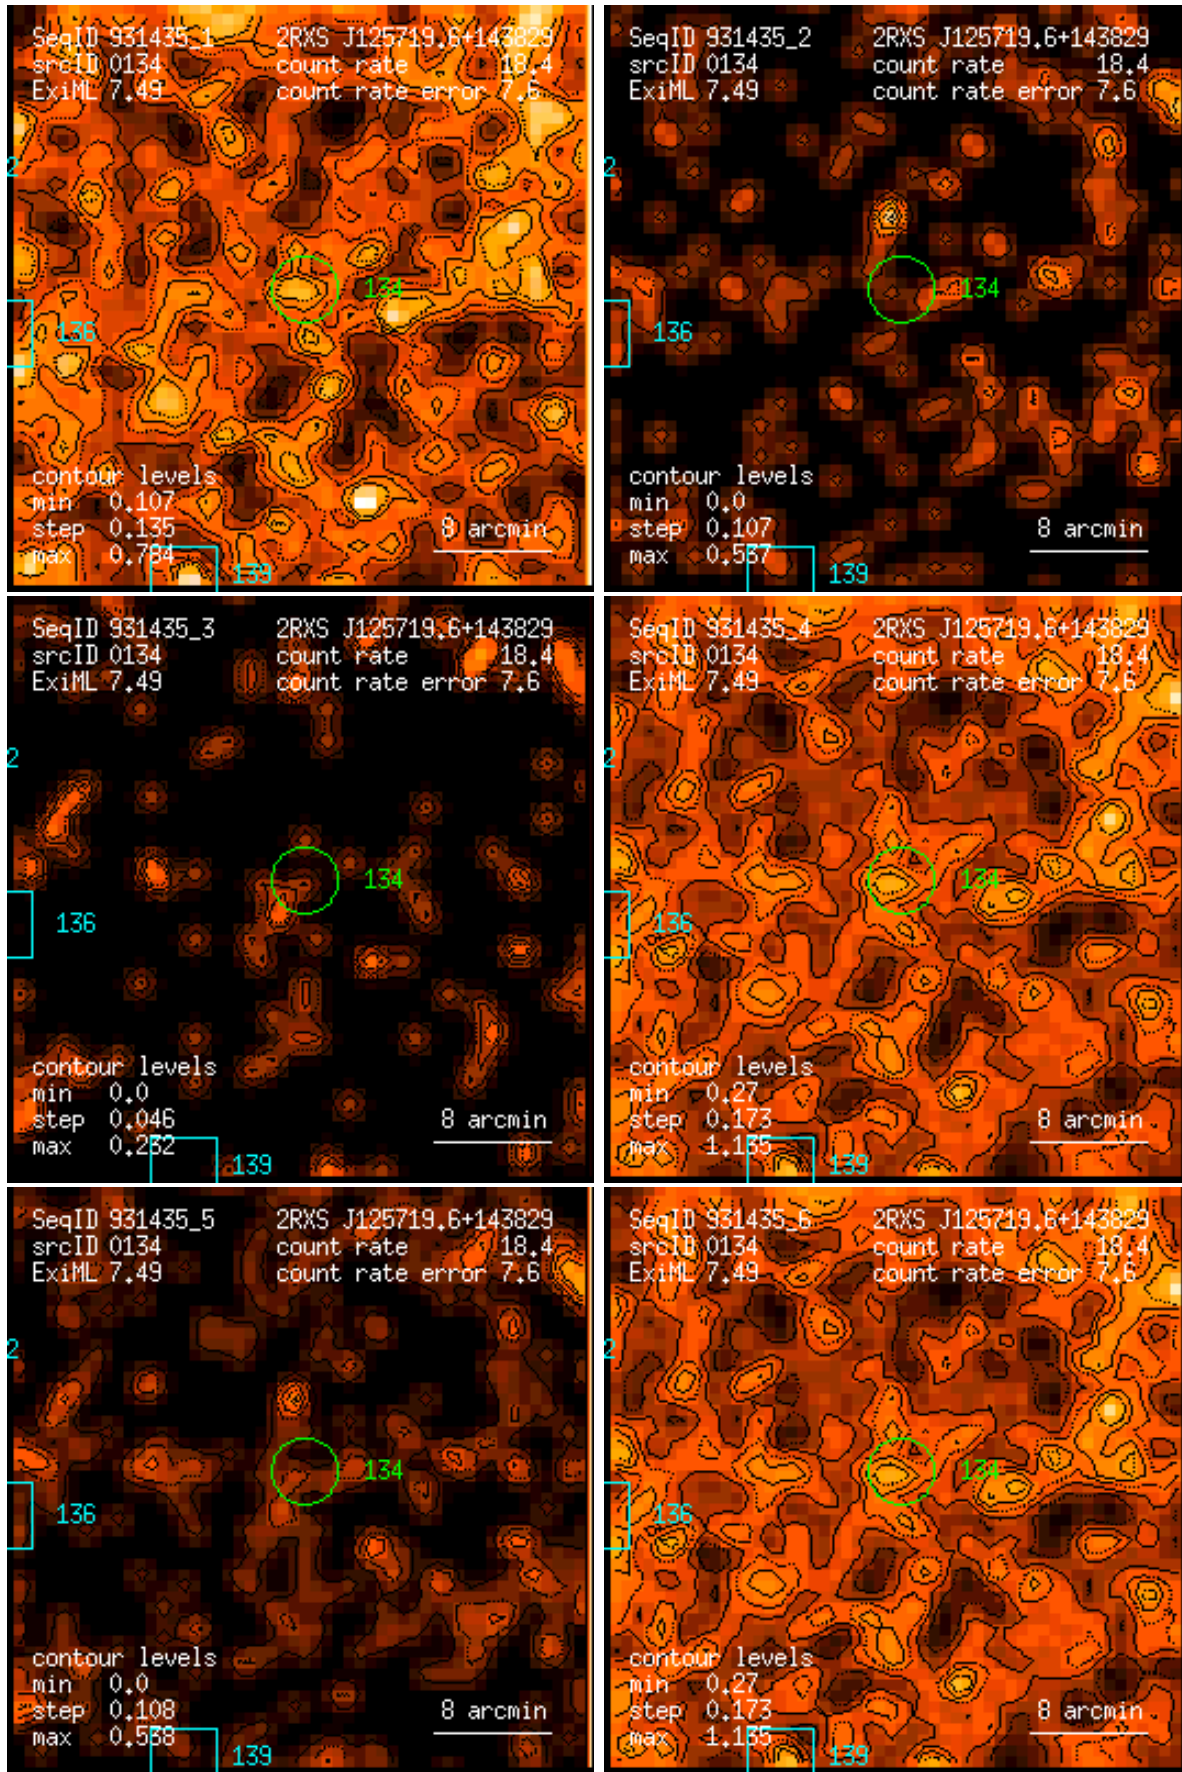 SeqID 931435_1 2RXS J125719.6+143829
srcID 0134 count rate 18.4
ExiML 7.49 count rate error 7.6
2
134
136
contour levels
min 0.107
step 0.135 8 arcmin
max 0.784
139
SeqID 931435_2 2RXS J125719.6+143829
srcID 0134 count rate 18.4
ExiML 7.49 count rate error 7.6
2
134
136
contour levels
min 0.0
step 0.107 8 arcmin
max 0.537
139
SeqID 931435_3 2RXS J125719.6+143829
srcID 0134 count rate 18.4
ExiML 7.49 count rate error 7.6
2
134
136
contour levels
min 0.0
step 0.046 8 arcmin
max 0.232
139
SeqID 931435_4 2RXS J125719.6+143829
srcID 0134 count rate 18.4
ExiML 7.49 count rate error 7.6
2
134
136
contour levels
min 0.27
step 0.173 8 arcmin
max 1.135
139
SeqID 931435_5 2RXS J125719.6+143829
srcID 0134 count rate 18.4
ExiML 7.49 count rate error 7.6
2
134
136
contour levels
min 0.0
step 0.108 8 arcmin
max 0.538
139
SeqID 931435_6 2RXS J125719.6+143829
srcID 0134 count rate 18.4
ExiML 7.49 count rate error 7.6
2
134
136
contour levels
min 0.27
step 0.173 8 arcmin
max 1.135
139